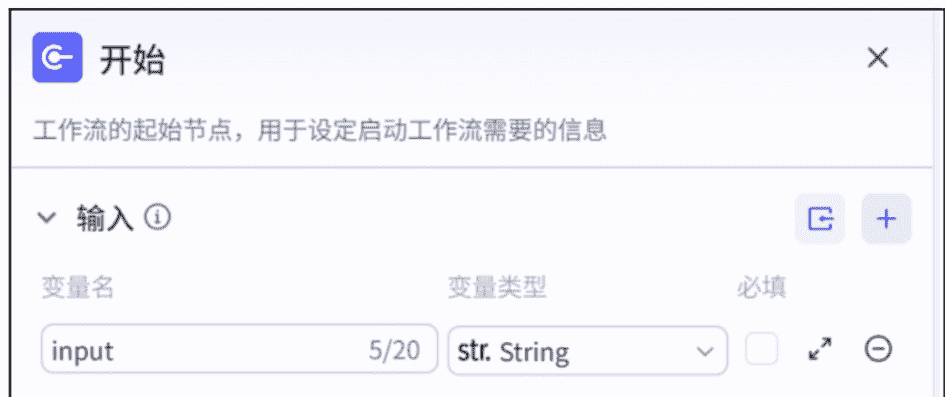 开始
工作流的起始节点，用于设定启动工作流需要的信息
输入
变量名 变量类型 必填
input 5/20 str. String